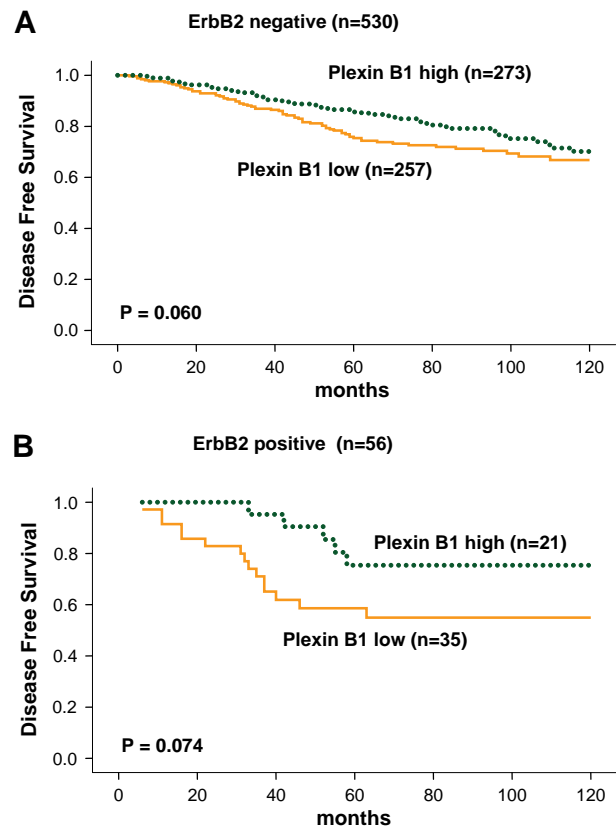 A
ErbB2 negative (n=530)
Plexin B1 high (n=273)
Plexin B1 low (n=257)
Disease Free Survival
1.0
0.8
0.6
0.4
0.2
0.0
P = 0.060
0 20 40 60 80 100 120
months
B
ErbB2 positive (n=56)
Plexin B1 high (n=21)
Plexin B1 low (n=35)
Disease Free Survival
1.0
0.8
0.6
0.4
0.2
0.0
P = 0.074
0 20 40 60 80 100 120
months